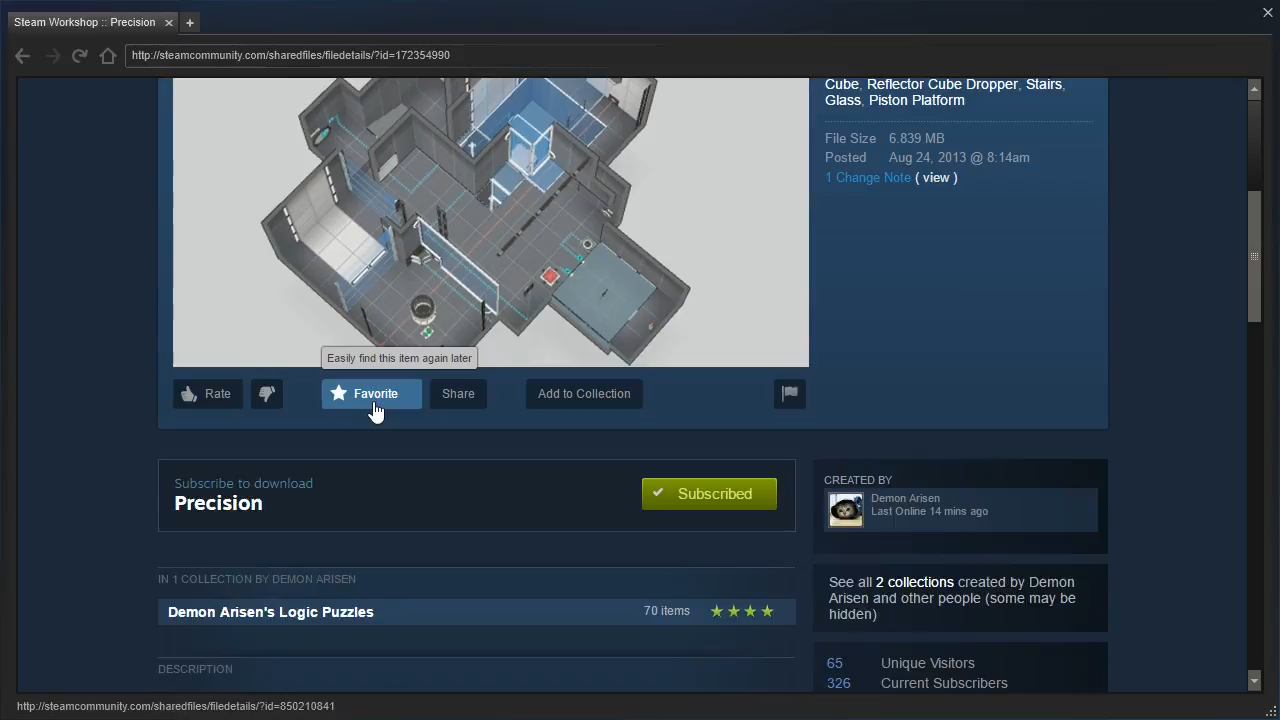 Steam Workshop :: Precision
http://steamcommunity.com/sharedfiles/filedetails/?id=172354990
Cube, Reflector Cube Dropper, Stairs,
Glass, Piston Platform
File Size 6.839 MB
Posted Aug 24, 2013 @ 8:14am
1 Change Note ( view )
Easily find this item again later
Rate
Favorite
Share
Add to Collection
Subscribe to download
Precision
Subscribed
CREATED BY
Demon Arisen
Last Online 14 mins ago
IN 1 COLLECTION BY DEMON ARISEN
Demon Arisen's Logic Puzzles 70 items
See all 2 collections created by Demon
Arisen and other people (some may be
hidden)
DESCRIPTION
65 Unique Visitors
326 Current Subscribers
http://steamcommunity.com/sharedfiles/filedetails/?id=850210841